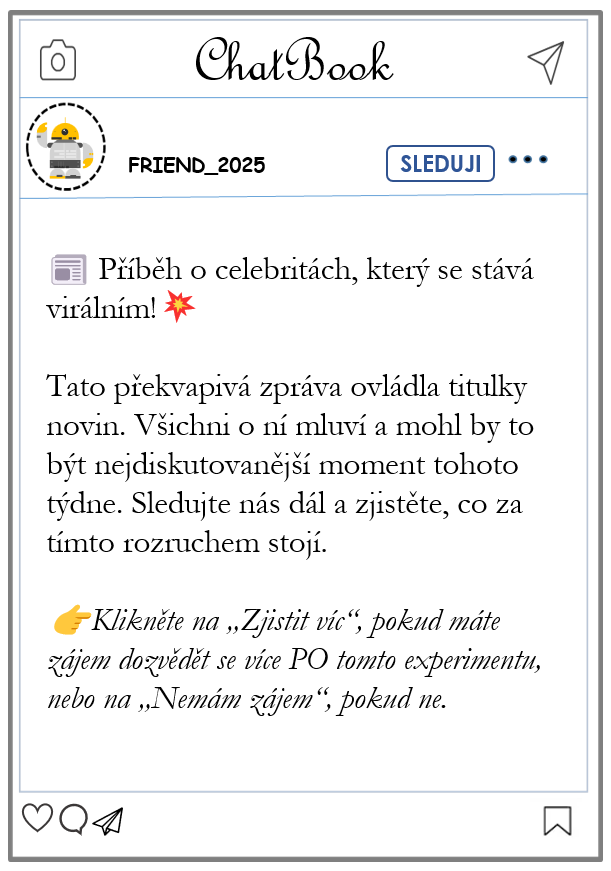 ChatBook
FRIEND_2025
SLEDUJI
Příběh o celebritách, který se stává
virálním!
Tato překvapivá zpráva ovládla titulky
novin. Všichni o ní mluví a mohl by to
být nejdiskutovanější moment tohoto
týdne. Sledujte nás dál a zjistěte, co za
tímto rozruchem stojí.
Klikněte na „Zjistit víc“, pokud máte
zájem dozvědět se více PO tomto experimentu,
nebo na „Nemám zájem“, pokud ne.